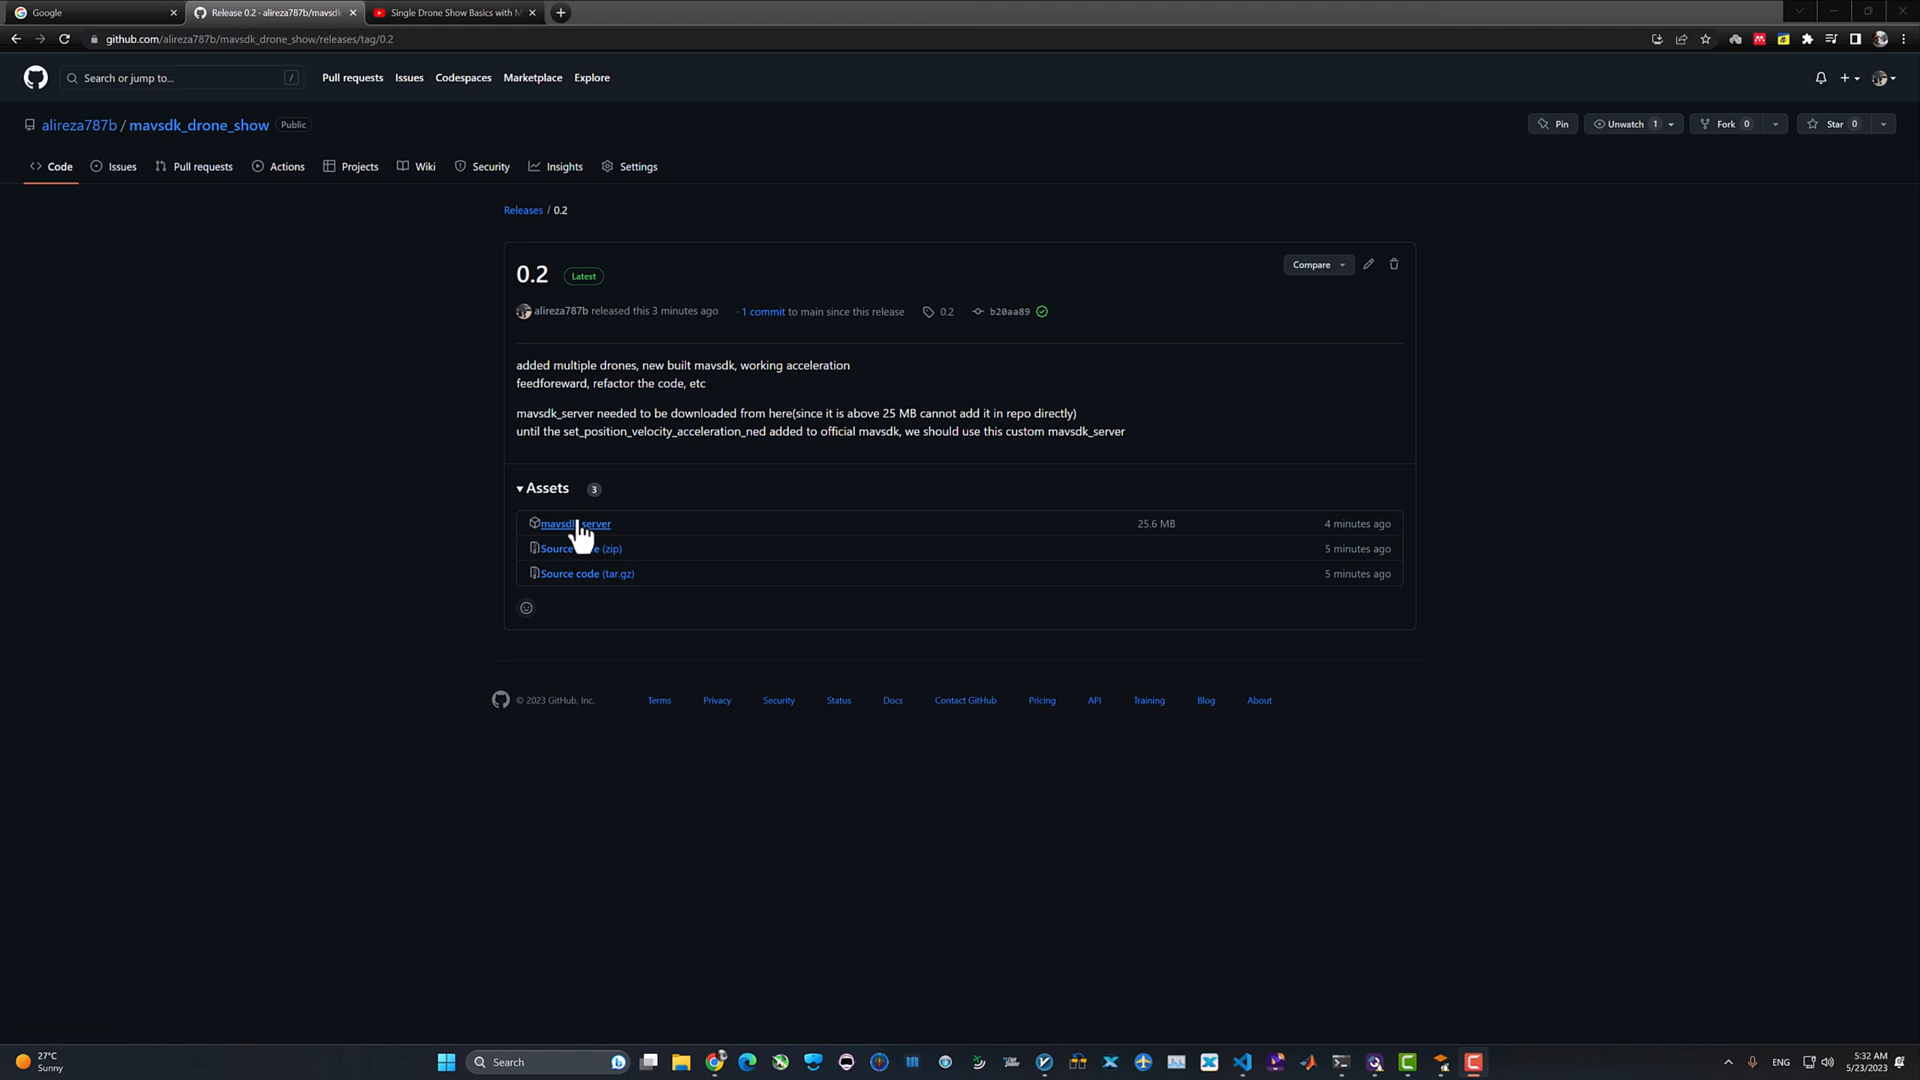 Google
Release 0.2 - alireza787b/mavsdk
Single Drone Show Basics with M
github.com/alireza787b/mavsdk_drone_show/releases/tag/0.2
Search or jump to... /
Pull requests Issues Codespaces Marketplace Explore
alireza787b / mavsdk_drone_show Public
Pin Unwatch 1 Fork 0 Star 0
Code Issues Pull requests Actions Projects Wiki Security Insights Settings
Releases / 0.2
0.2 Latest
Compare
alireza787b released this 3 minutes ago · 1 commit to main since this release 0.2 b20aa89
added multiple drones, new built mavsdk, working acceleration
feedforward, refactor the code, etc
mavsdk_server needed to be downloaded from here(since it is above 25 MB cannot add it in repo directly)
until the set_position_velocity_acceleration_ned added to official mavsdk, we should use this custom mavsdk_server
Assets 3
mavsdk_server 25.6 MB 4 minutes ago
Source (zip) 5 minutes ago
Source code (tar.gz) 5 minutes ago
© 2023 GitHub, Inc. Terms Privacy Security Status Docs Contact GitHub Pricing API Training Blog About
27°C
Sunny
Search
ENG
5:32 AM
5/23/2023